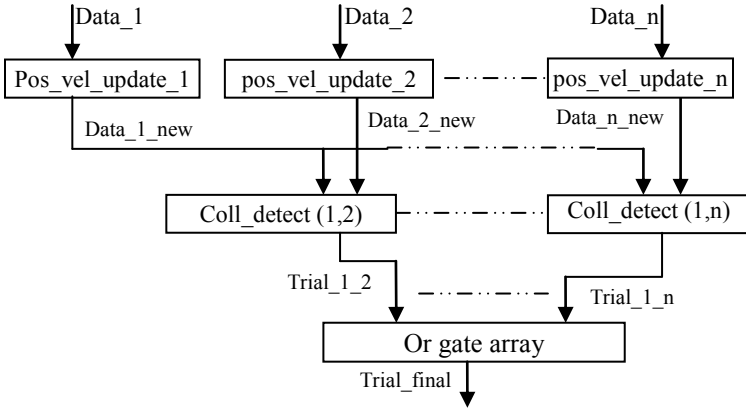 Data_1
Data_2
Data_n
Pos_vel_update_1
pos_vel_update_2
pos_vel_update_n
Data_1_new
Data_2_new
Data_n_new
Coll_detect (1,2)
Coll_detect (1,n)
Trial_1_2
Trial_1_n
Or gate array
Trial_final